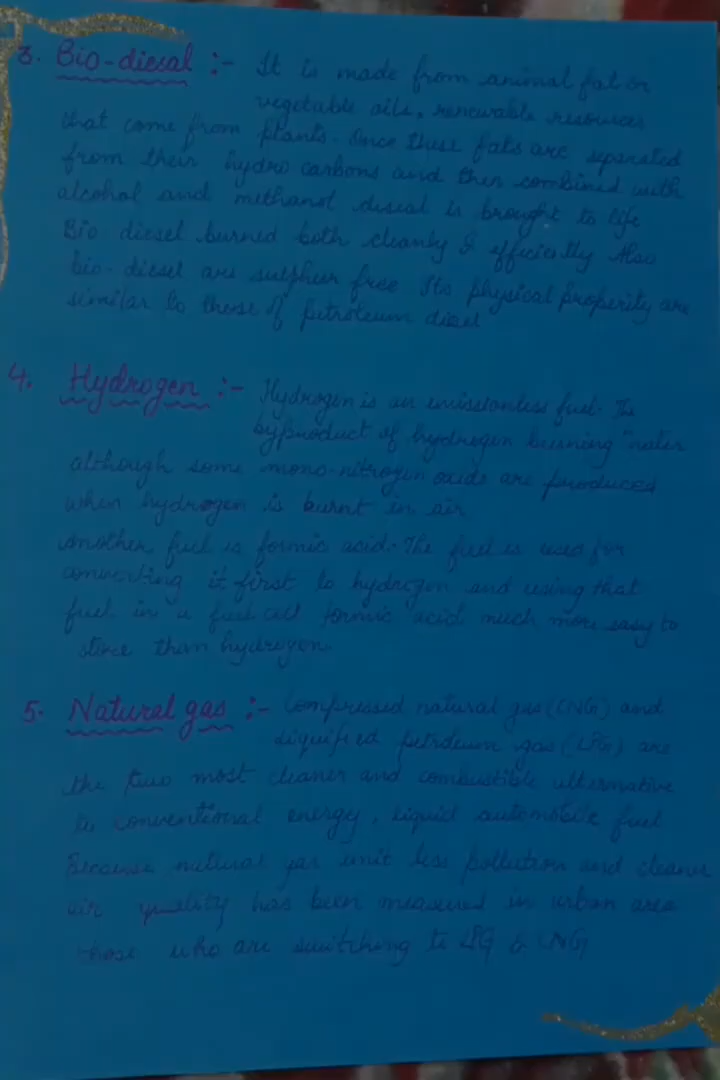 3. Bio-diesal :- It is made from animal fat or
vegetable oils, renewable resources
that come from plants. Once these fats are seperated
from their hydro carbons and then combined with
alcohol and methanol diseal is brought to life
Bio diesel burned both cleanly & efficiently Also
bio-diesel are sulpheur free Its physical properity are
similar to these of petroleum diesel
4. Hydrogen :- Hydrogen is an emissionless fuel. The
byproduct of hydrogen burning water
although some mono-nitrogen oxids are produced
when hydrogen is burnt in air
another fuel is formic acid. The fuel is used for
converting it first to hydrogen and using that
fuel in a fuel cell formic acid much more easy to
store than hydrogen
5. Natural gas :- Compressed natural gas (CNG) and
liquified petroleum gas (LPG) are
the two most cleaner and combustible alternative
to conventional energy, liquid automobile fuel
Because natural gas emit less pollution and cleaner
air quality has been measured in urban area
those who are switching to LPG & CNG